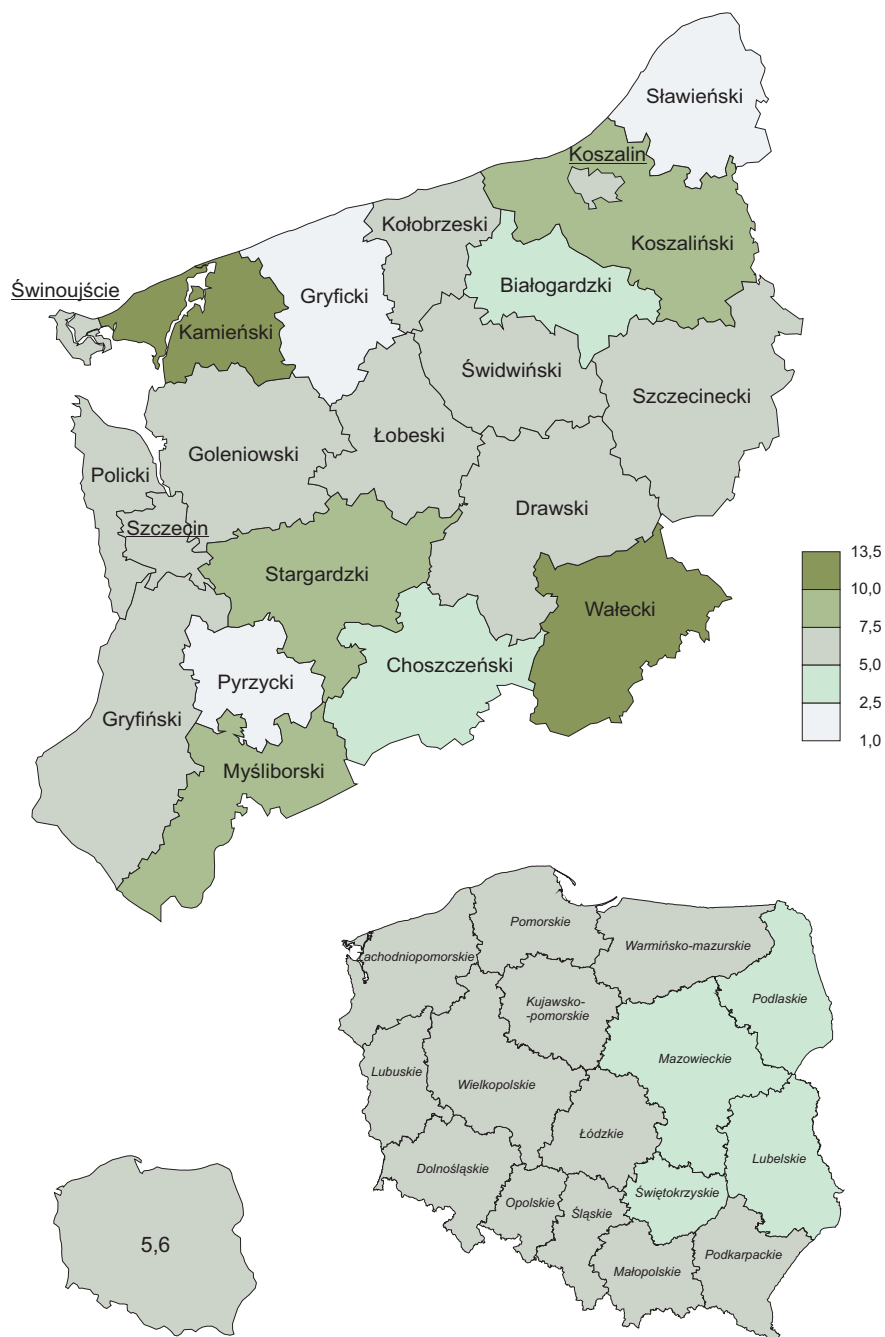 Sławieński
Koszalin
Kołobrzeski
Koszaliński
Białogardzki
Świnoujście
Gryficki
Kamieński
Świdwiński
Szczecinecki
Łobeski
Goleniowski
Policki
Drawski
Szczecin
Stargardzki
Wałecki
Choszczeński
Pyrzycki
Gryfiński
Myśliborski
13,5
10,0
7,5
5,0
2,5
1,0
Pomorskie
Warmińsko-mazurskie
achodniopomorskie
Kujawsko-
-pomorskie
Podlaskie
Mazowieckie
Lubuskie
Wielkopolskie
Łódzkie
Lubelskie
Dolnośląskie
Świętokrzyskie
Opolskie
Śląskie
Podkarpackie
Małopolskie
5,6